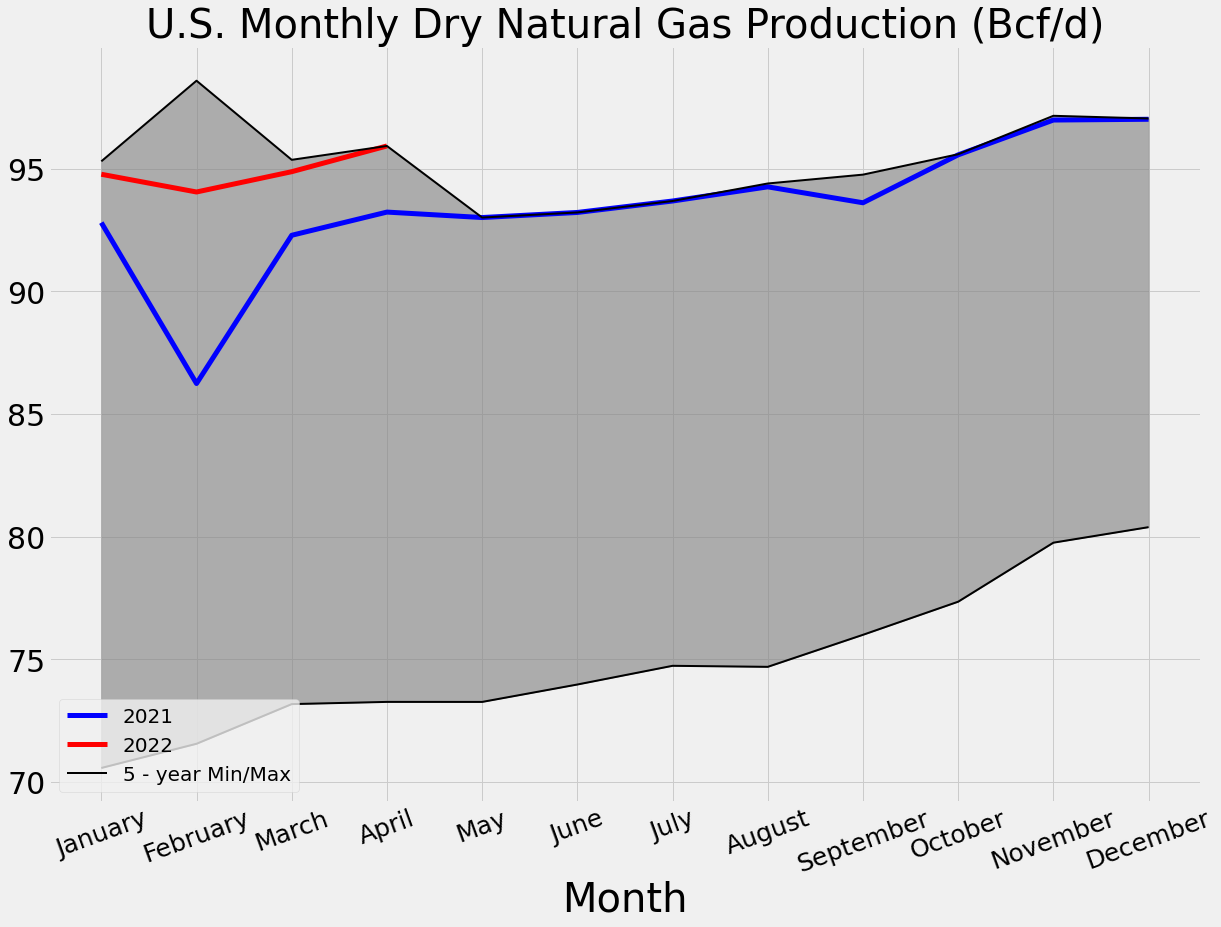 U.S. Monthly Dry Natural Gas Production (Bcf/d)
95
90
85
80
75
70
2021
2022
5 - year Min/Max
January
February
March
April
May
June
July
August
September
October
November
December
Month